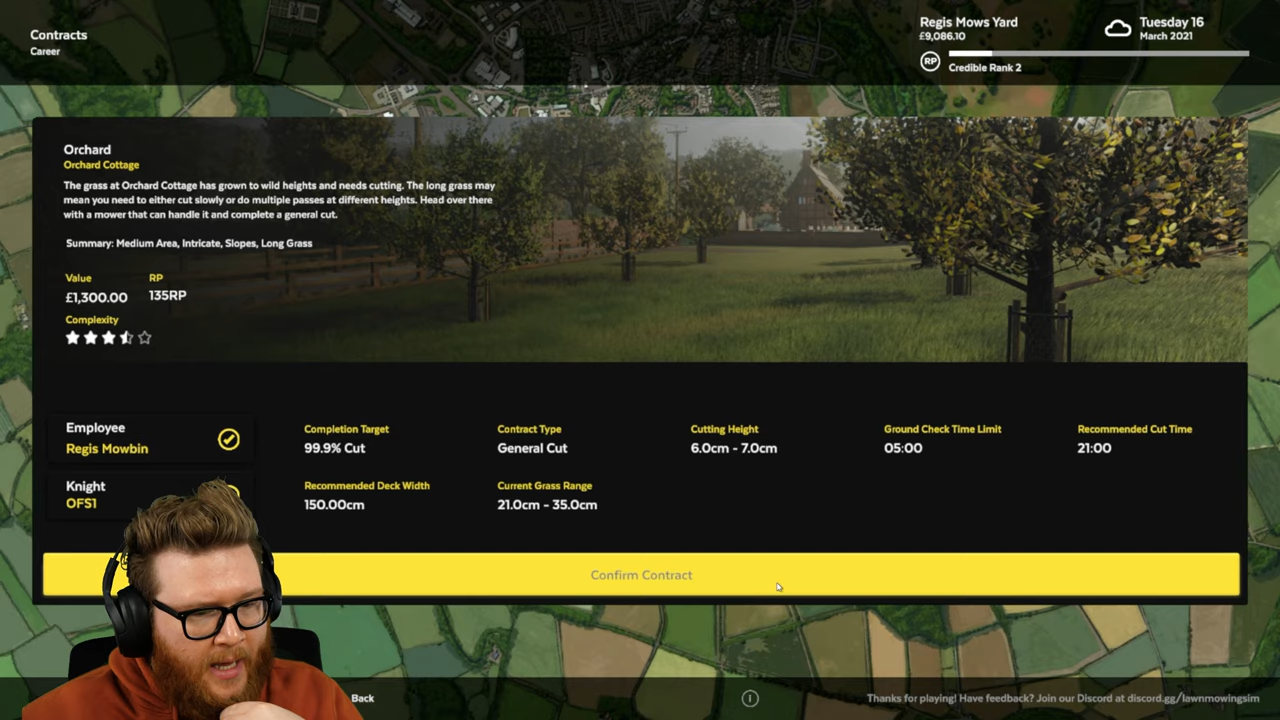 Contracts
Career
Regis Mows Yard
£9,086.10
Tuesday 16
March 2021
RP
Credible Rank 2
Orchard
Orchard Cottage
The grass at Orchard Cottage has grown to wild heights and needs cutting. The long grass may
mean you need to either cut slowly or do multiple passes at different heights. Head over there
with a mower that can handle it and complete a general cut.
Summary: Medium Area, Intricate, Slopes, Long Grass
Value
RP
£1,300.00
135RP
Complexity
Employee
Regis Mowbin
Completion Target
99.9% Cut
Contract Type
General Cut
Cutting Height
6.0cm - 7.0cm
Ground Check Time Limit
05:00
Recommended Cut Time
21:00
Knight
OFS1
Recommended Deck Width
150.00cm
Current Grass Range
21.0cm - 35.0cm
Confirm Contract
Back
Thanks for playing! Have feedback? Join our Discord at discord.gg/lawnmowingsim